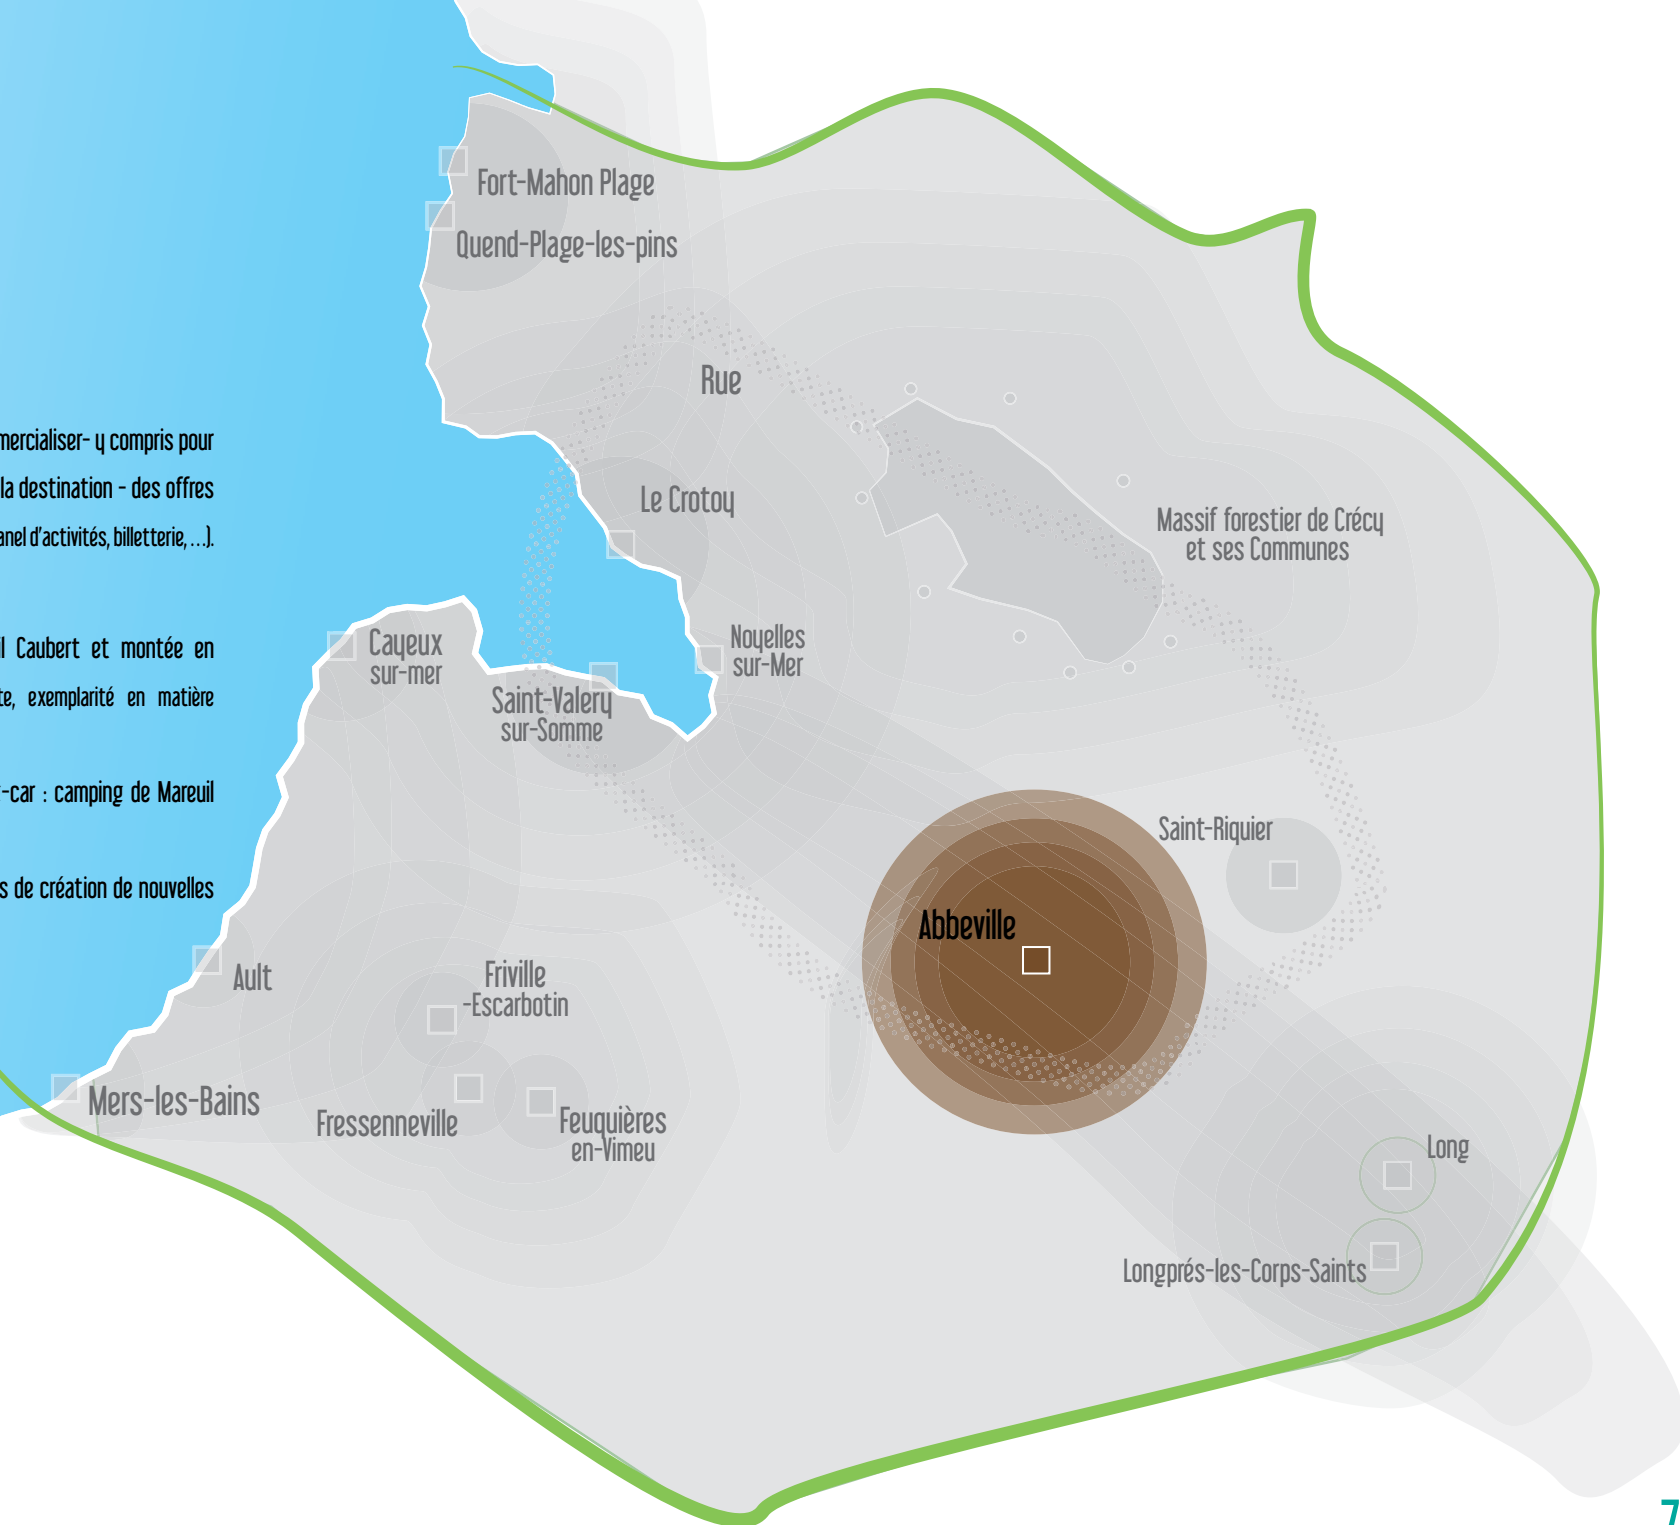 Fort-Mahon Plage
Quend-Plage-les-pins
Rue
Le Crotoy
Massif forestier de Crécy
et ses Communes
mercialiser- y compris pour
la destination - des offres
anel d'activités, billetterie, ...).
il Caubert et montée en
te, exemplarité en matière
t-car : camping de Mareuil
s de création de nouvelles
Cayeux
sur-mer
Noyelles
sur-Mer
Saint-Valery
sur-Somme
Saint-Riquier
Abbeville
Ault
Friville
-Escarbotin
Mers-les-Bains
Fressenneville
Feuquières
en-Vimeu
Long
Longprés-les-Corps-Saints
7